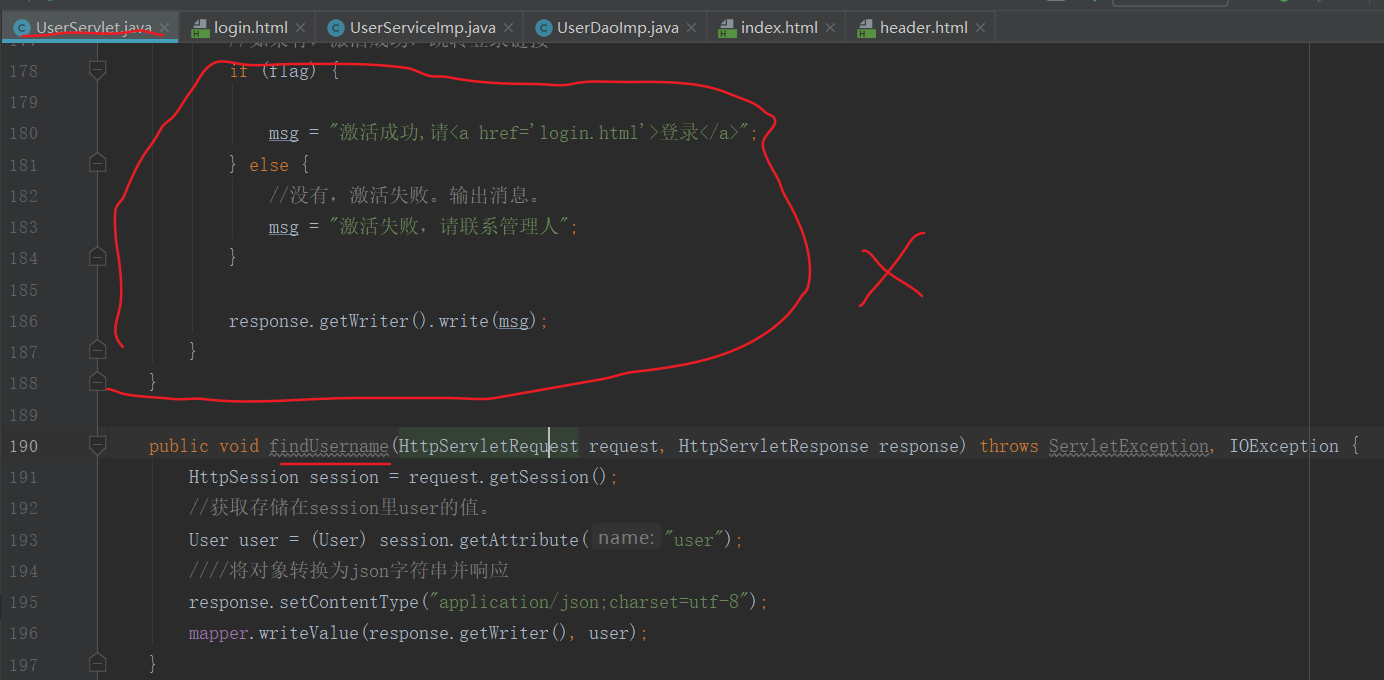 UserServlet.java login.html UserServiceImp.java UserDaoImp.java index.html header.html
178 if (flag) {
179
180 msg = "激活成功,请<a href='login.html'>登录</a>";
181 } else {
182 //没有，激活失败。输出消息。
183 msg = "激活失败，请联系管理人";
184 }
185
186 response.getWriter().write(msg);
187 }
188 }
189
190 public void findUsername(HttpServletRequest request, HttpServletResponse response) throws ServletException, IOException {
191 HttpSession session = request.getSession();
192 //获取存储在session里user的值。
193 User user = (User) session.getAttribute( name: "user");
194 ////将对象转换为json字符串并响应
195 response.setContentType("application/json;charset=utf-8");
196 mapper.writeValue(response.getWriter(), user);
197 }